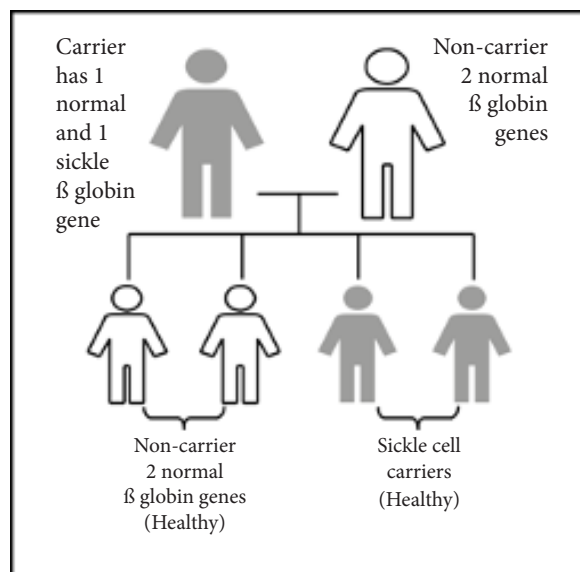 Carrier
has 1
normal
and 1
sickle
ß globin
gene
Non-carrier
2 normal
ß globin
genes
Non-carrier
2 normal
ß globin genes
(Healthy)
Sickle cell
carriers
(Healthy)